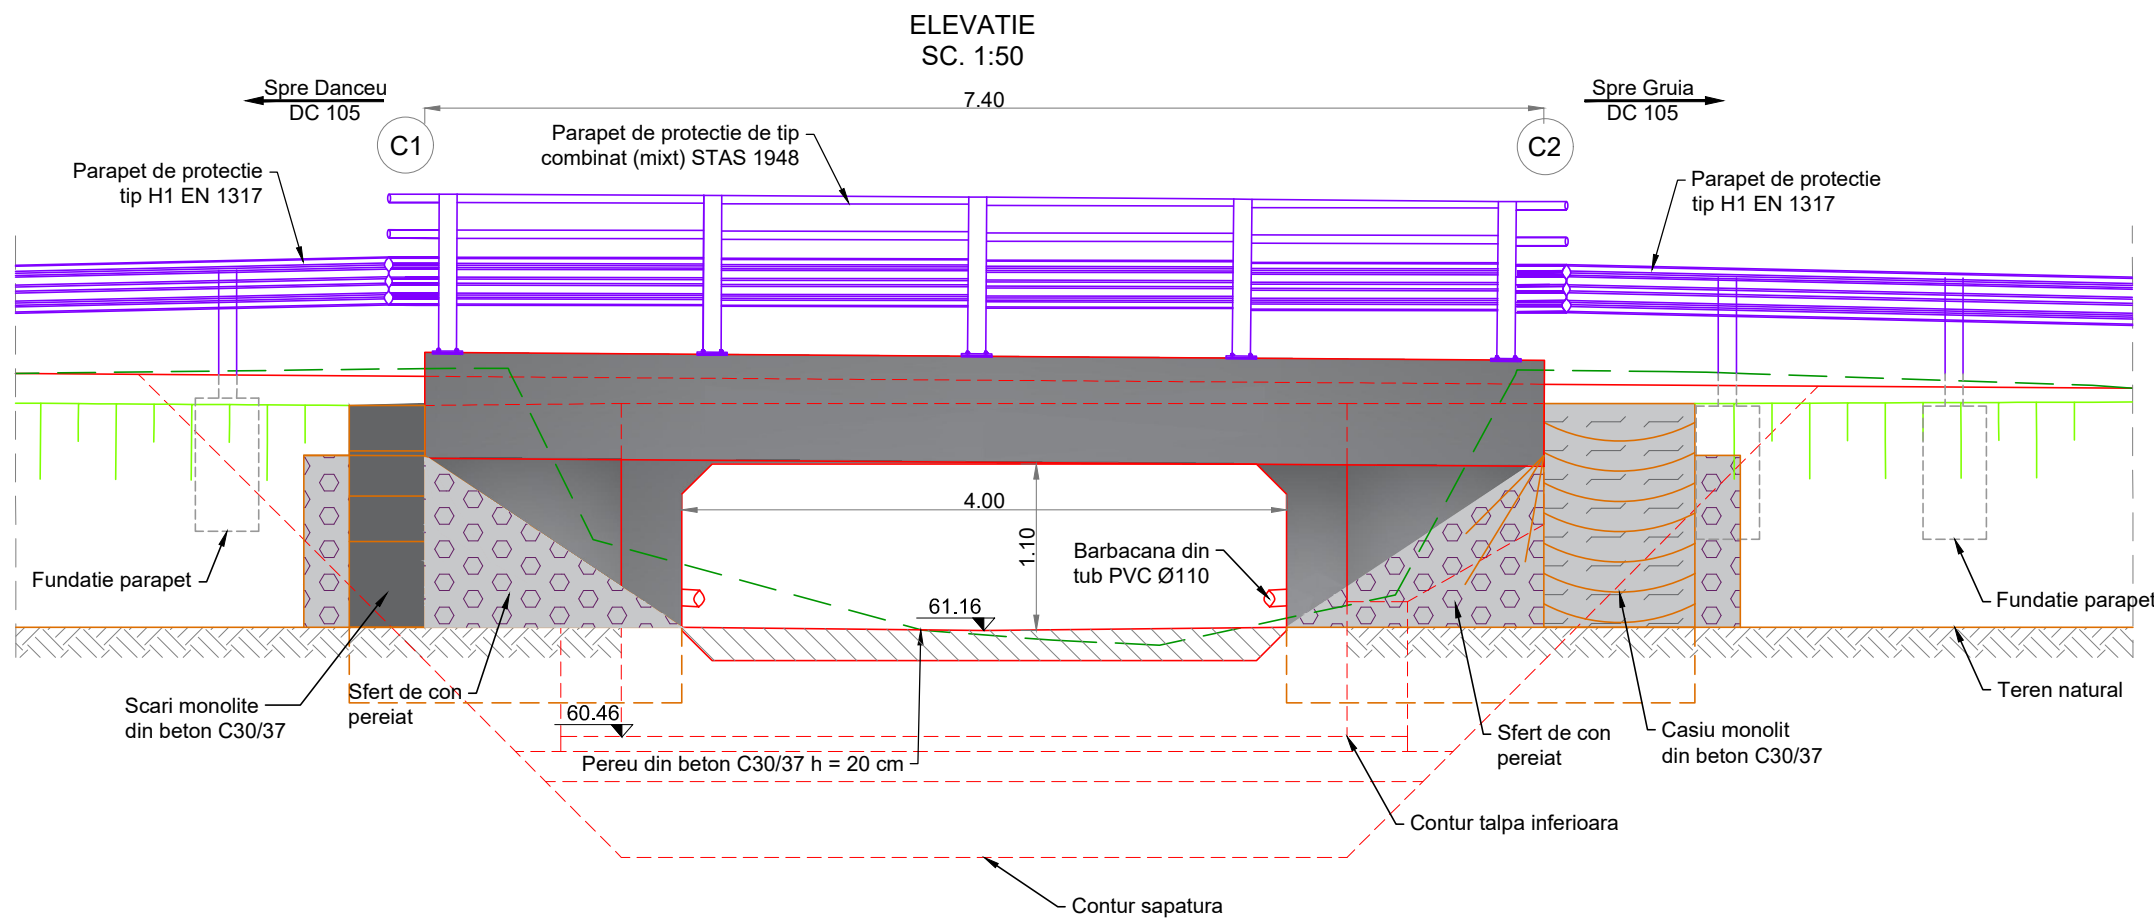 ELEVATIE
SC. 1:50
Spre Danceu
DC 105
7.40
Spre Gruia
DC 105
C1
C2
Parapet de protectie de tip
combinat (mixt) STAS 1948
Parapet de protectie
tip H1 EN 1317
Parapet de protectie
tip H1 EN 1317
4.00
1.10
Barbacana din
tub PVC Ø110
61.16
Fundatie parapet
Fundatie parapet
Scari monolite
din beton C30/37
Sfert de con
pereiat
60.46
Pereu din beton C30/37 h = 20 cm
Sfert de con
pereiat
Casiu monolit
din beton C30/37
Teren natural
Contur talpa inferioara
Contur sapatura